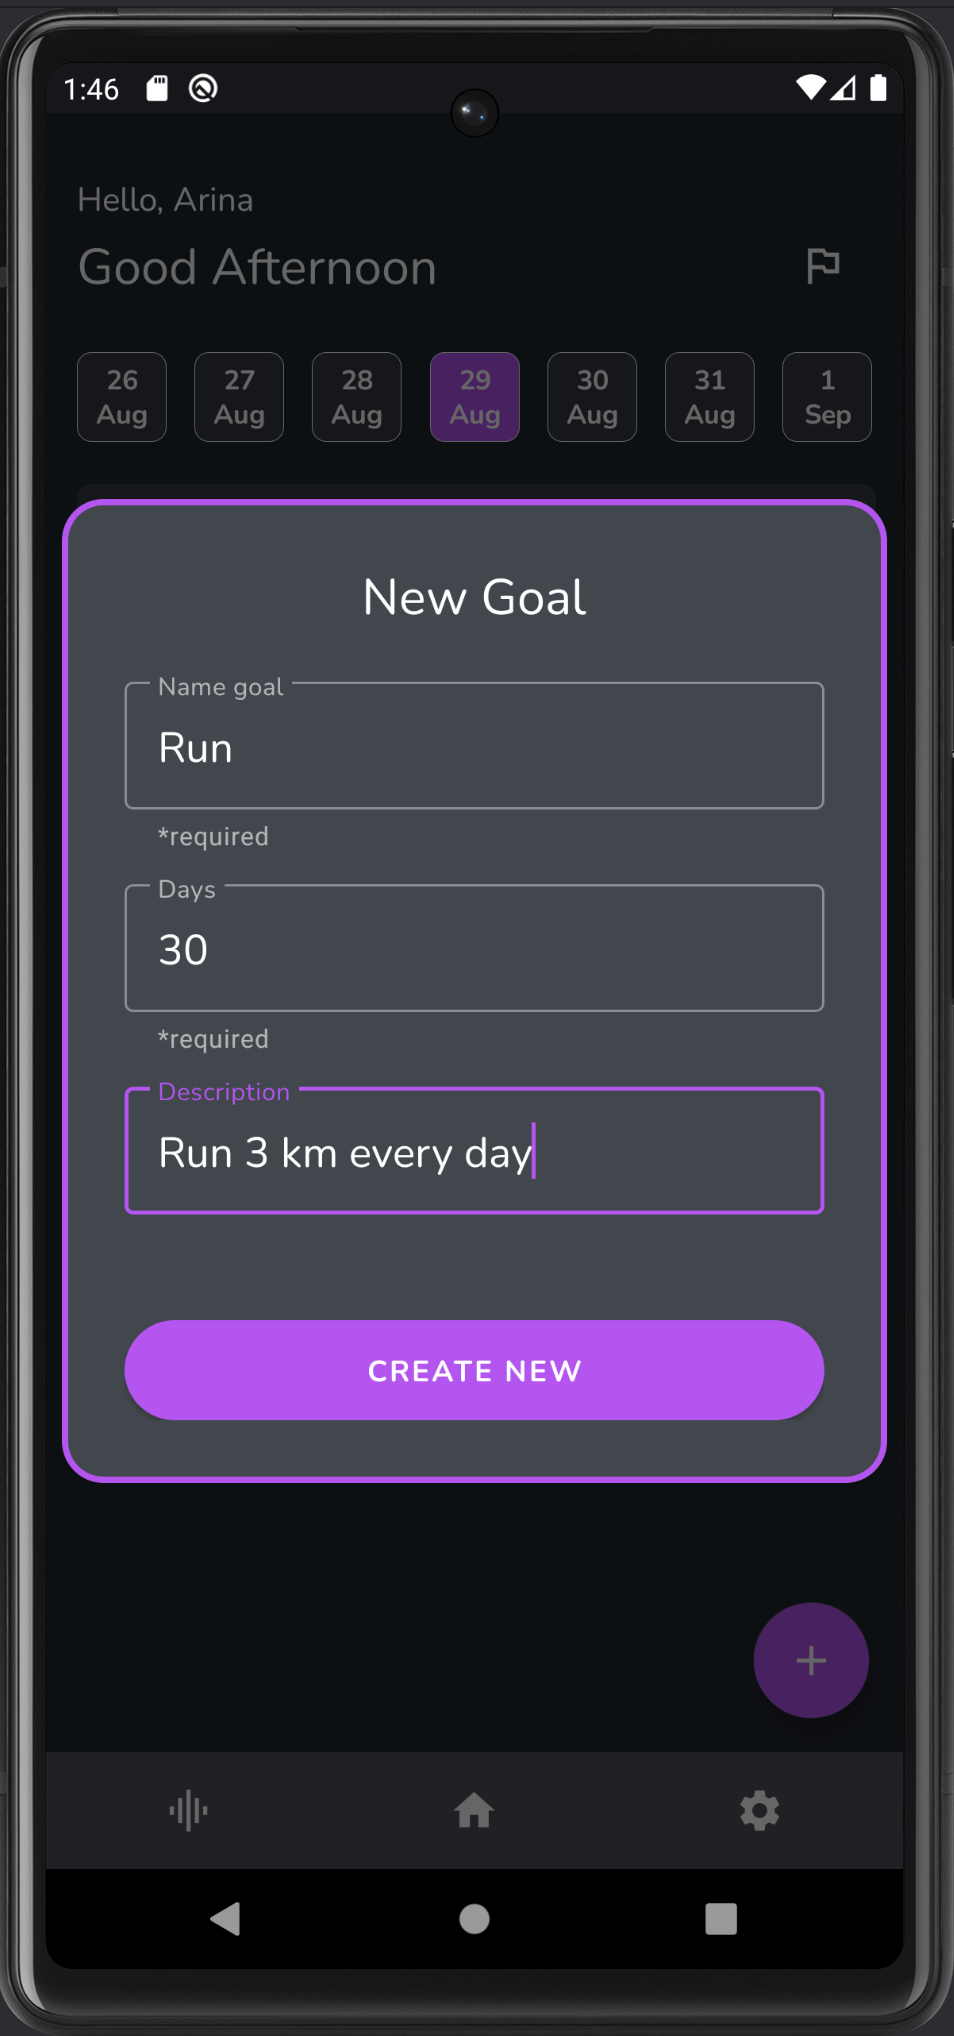 1:46
Hello, Arina
Good Afternoon
26 27 28 29 30 31 1
Aug Aug Aug Aug Aug Aug Sep
New Goal
Name goal
Run
*required
Days
30
*required
Description
Run 3 km every day
CREATE NEW